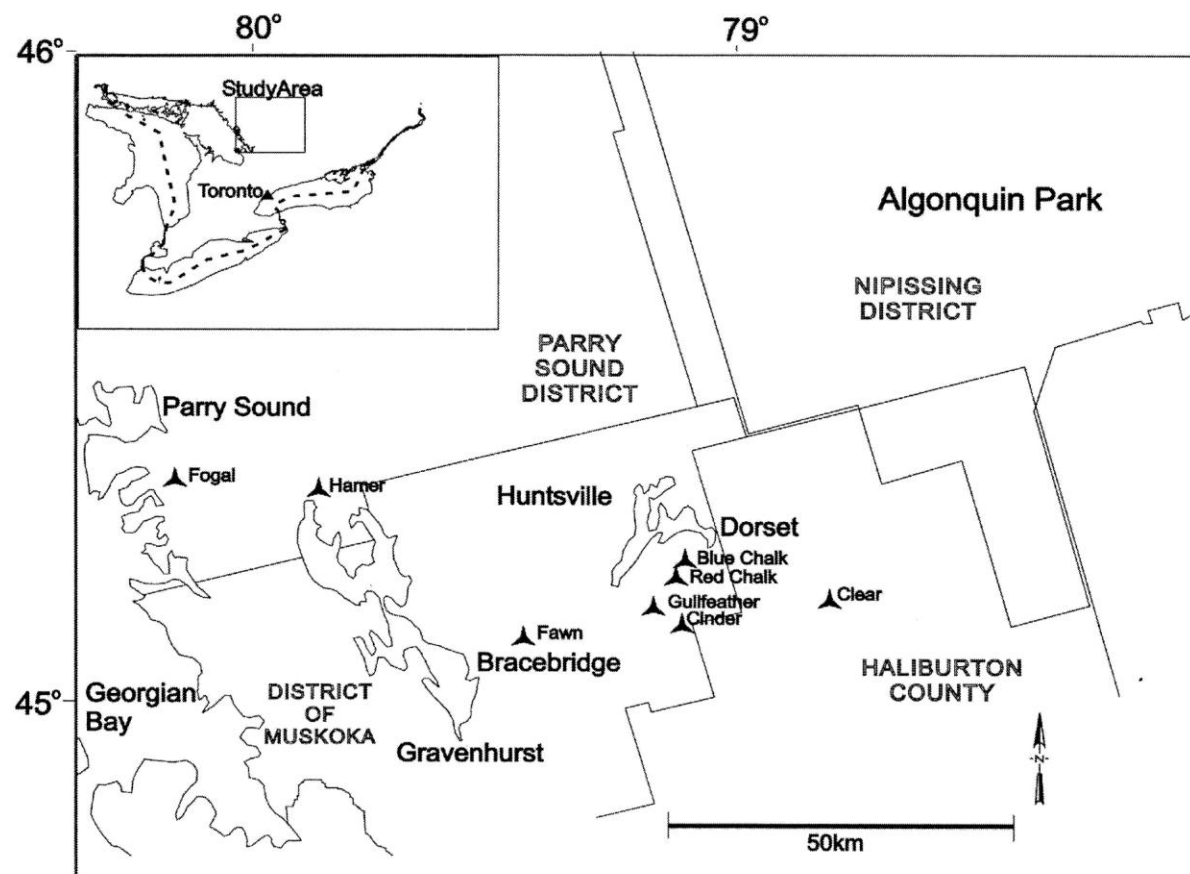 80°
79°
46°
StudyArea
Toronto
Algonquin Park
NIPISSING
DISTRICT
PARRY
SOUND
DISTRICT
Parry Sound
Fogal
Hamer
Huntsville
Dorset
Blue Chalk
Red Chalk
Gullfeather
Cinder
Clear
Fawn
Bracebridge
HALIBURTON
COUNTY
45°
Georgian
Bay
DISTRICT
OF
MUSKOKA
Gravenhurst
N
50km